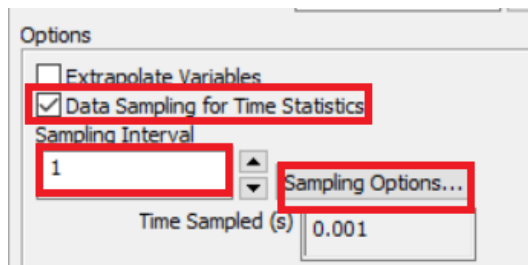 Options
Extrapolate Variables
Data Sampling for Time Statistics
Sampling Interval
1
Sampling Options...
Time Sampled (s) 0.001